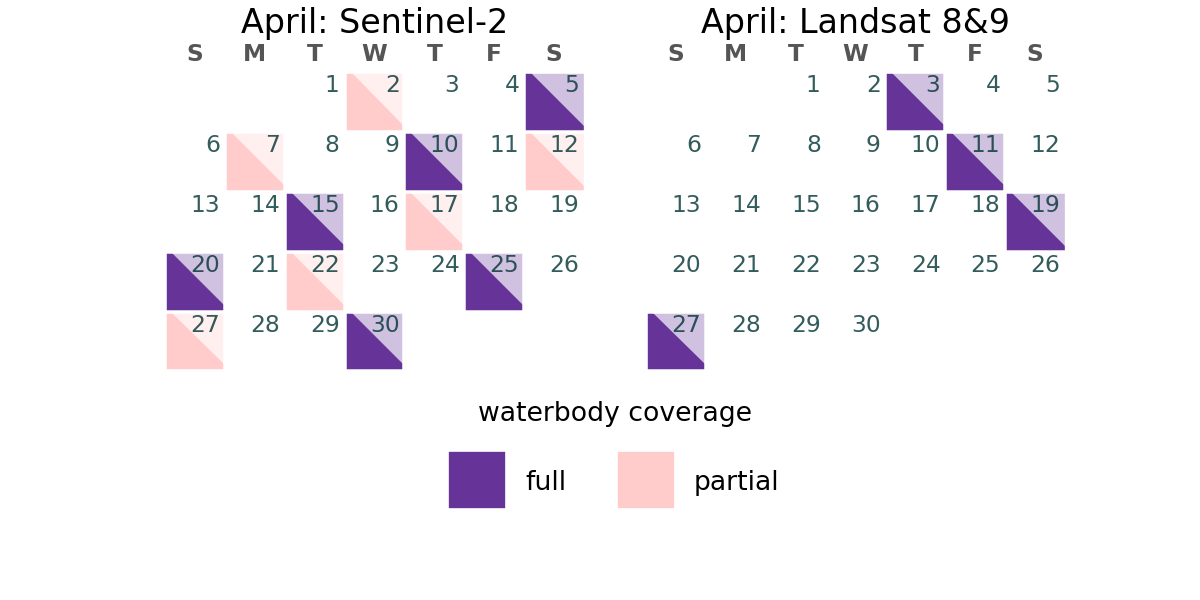 April: Sentinel-2
S M T W T F S
1 2 3 4 5
6 7 8 9 10 11 12
13 14 15 16 17 18 19
20 21 22 23 24 25 26
27 28 29 30
April: Landsat 8&9
S M T W T F S
1 2 3 4 5
6 7 8 9 10 11 12
13 14 15 16 17 18 19
20 21 22 23 24 25 26
27 28 29 30
waterbody coverage
full
partial